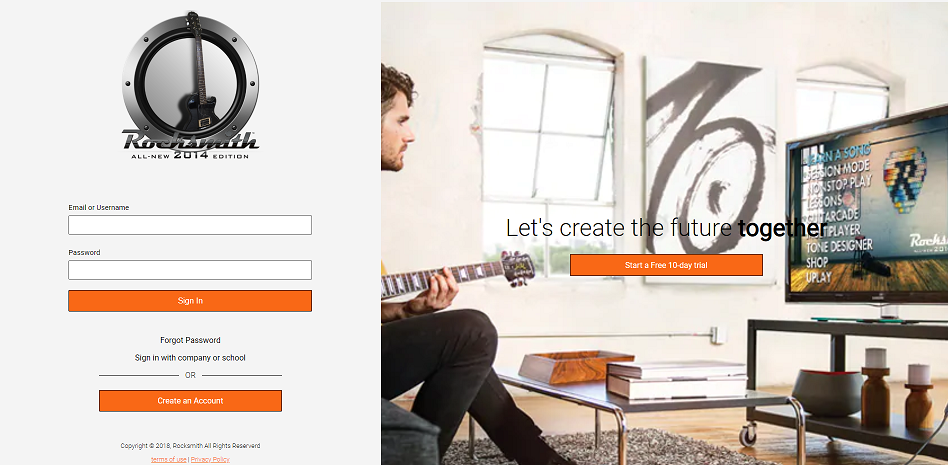 Rocksmith
ALL-NEW 2014 EDITION
Email or Username
Password
Sign In
Forgot Password
Sign in with company or school
OR
Create an Account
Copyright © 2018, Rocksmith All Rights Reserverd
terms of use | Privacy Policy
Let's create the future together
Start a Free 10-day trial
LEARN A SONG
SESSION MODE
NONSTOP PLAY
LESSONS
GUITARCADE
MULTIPLAYER
TONE DESIGNER
SHOP
UPLAY